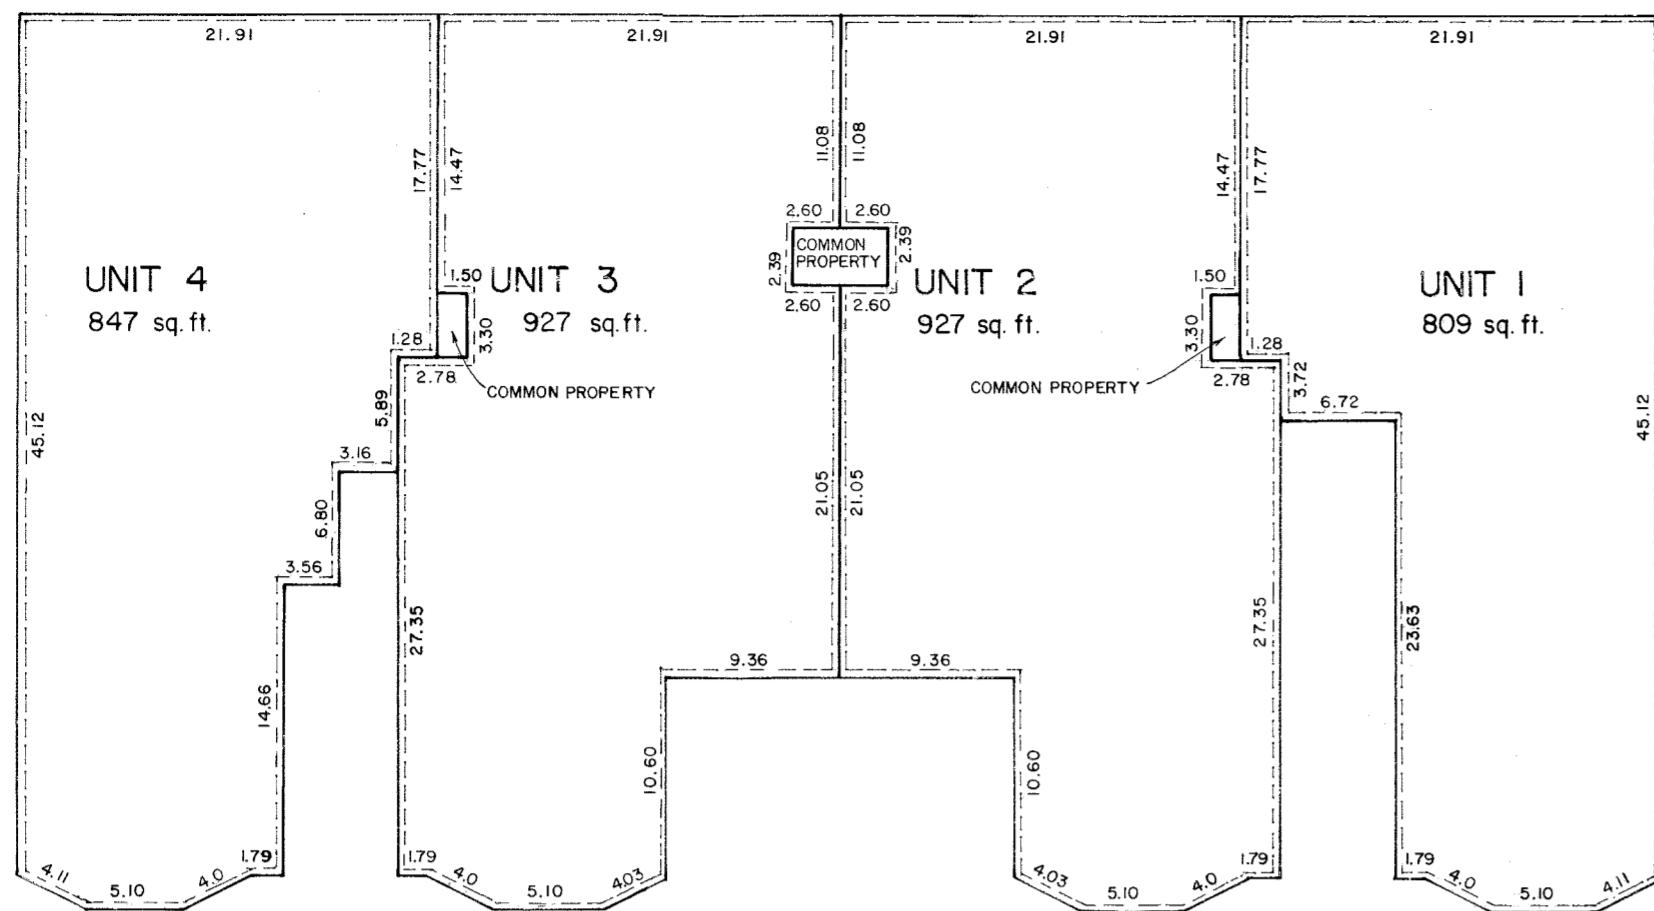 21.91 21.91 21.91 21.91
17.77 14.47 11.08 11.08 14.47 17.77
2.60 2.60
COMMON
PROPERTY
2.39 2.39
2.60 2.60
UNIT 4
847 sq. ft.
1.50
UNIT 3
927 sq. ft.
3.30
UNIT 2
927 sq. ft.
1.50
3.30
UNIT 1
809 sq. ft.
1.28
2.78
COMMON PROPERTY
COMMON PROPERTY
2.78
1.28
3.72
6.72
45.12
5.89
3.16
6.80
3.56
14.66
27.35
21.05 21.05
27.35
23.63
45.12
9.36 9.36
10.60 10.60
4.11 5.10 4.0 1.79
1.79 4.0 5.10 4.03
4.03 5.10 4.0 1.79
1.79 4.0 5.10 4.11